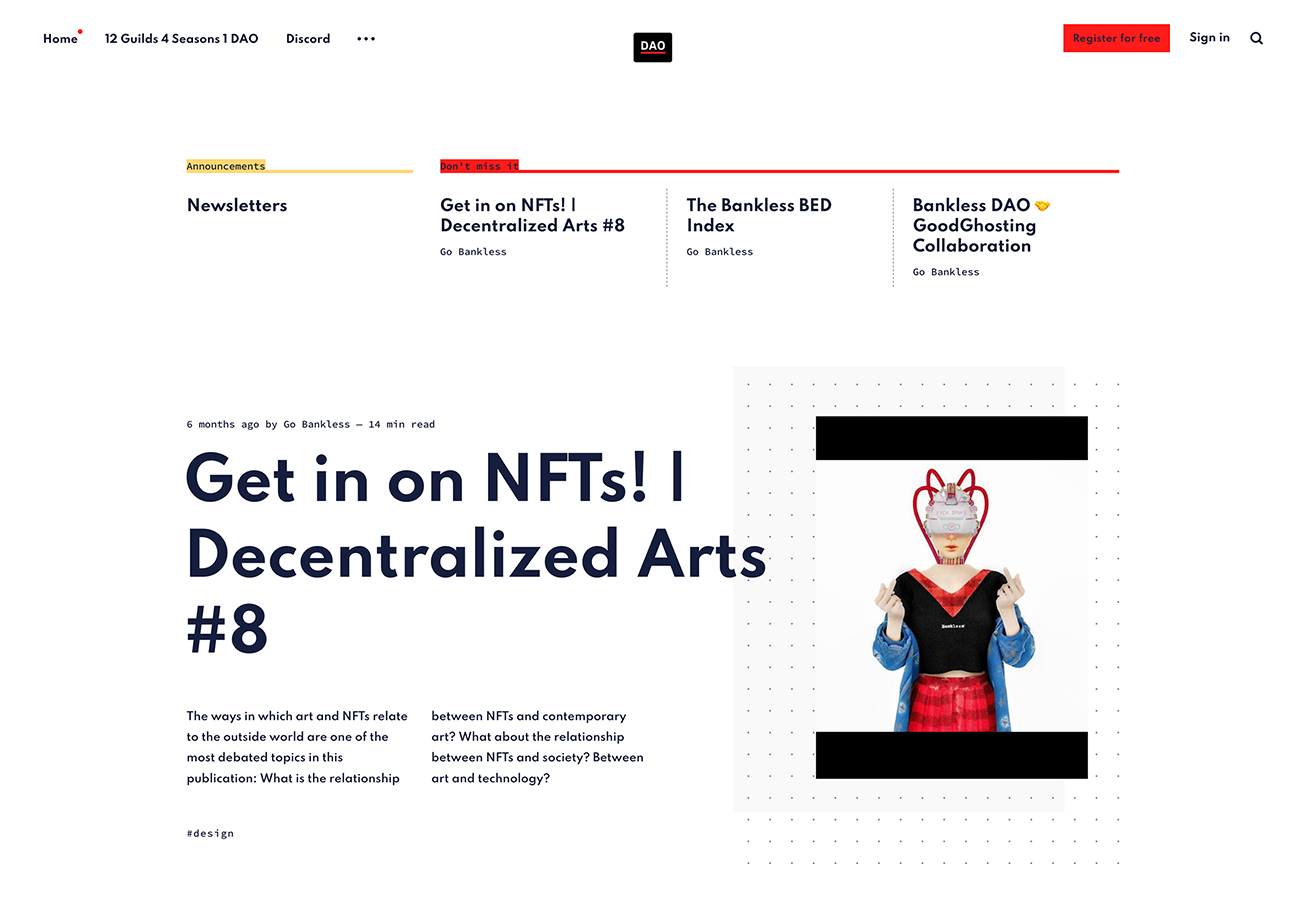 Home
12 Guilds 4 Seasons 1 DAO
Discord
DAO
Register for free
Sign in
Announcements
Newsletters
Don't miss it
Get in on NFTs! |
Decentralized Arts #8
Go Bankless
The Bankless BED
Index
Go Bankless
Bankless DAO 🤝
GoodGhosting
Collaboration
Go Bankless
6 months ago by Go Bankless — 14 min read
Get in on NFTs! |
Decentralized Arts
#8
The ways in which art and NFTs relate
to the outside world are one of the
most debated topics in this
publication: What is the relationship
between NFTs and contemporary
art? What about the relationship
between NFTs and society? Between
art and technology?
#design